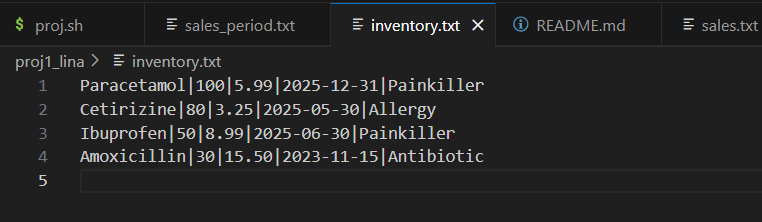 $ proj.sh sales_period.txt inventory.txt × README.md sales.txt
proj1_lina > inventory.txt
1 Paracetamol|100|5.99|2025-12-31|Painkiller
2 Cetirizine|80|3.25|2025-05-30|Allergy
3 Ibuprofen|50|8.99|2025-06-30|Painkiller
4 Amoxicillin|30|15.50|2023-11-15|Antibiotic
5